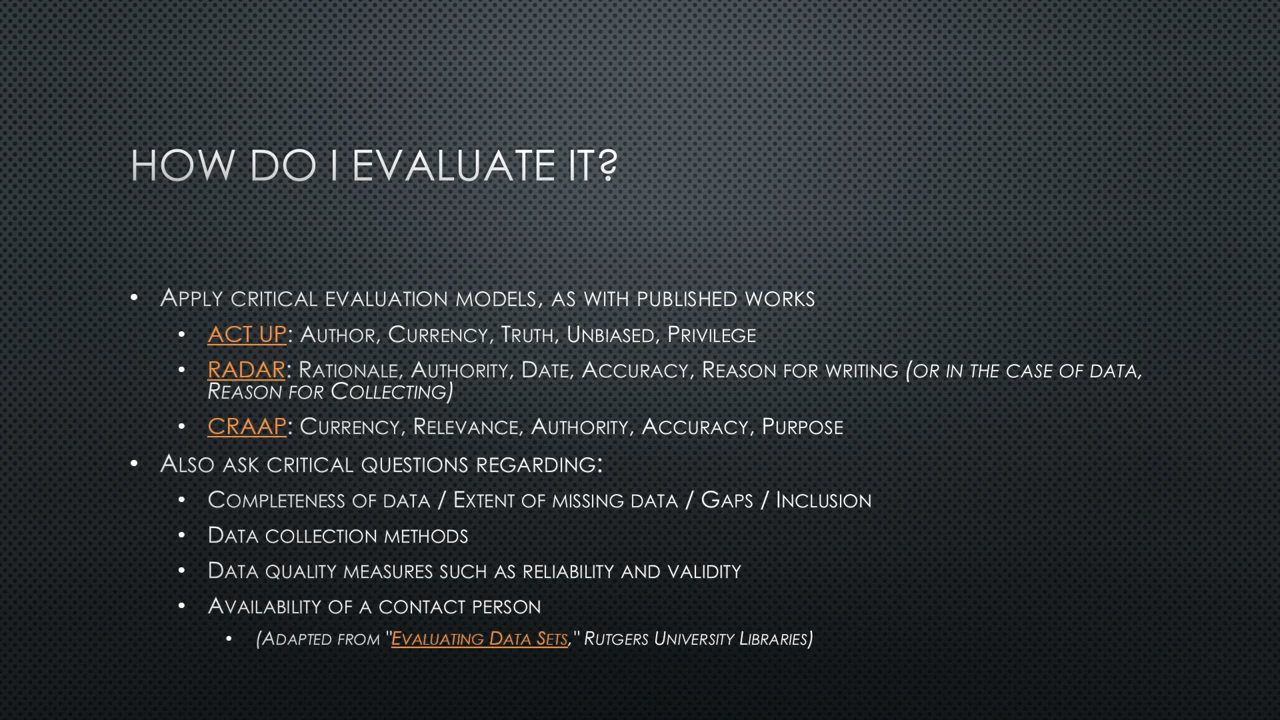 HOW DO I EVALUATE IT?
• APPLY CRITICAL EVALUATION MODELS, AS WITH PUBLISHED WORKS
• ACT UP: AUTHOR, CURRENCY, TRUTH, UNBIASED, PRIVILEGE
• RADAR: RATIONALE, AUTHORITY, DATE, ACCURACY, REASON FOR WRITING (OR IN THE CASE OF DATA,
REASON FOR COLLECTING)
• CRAAP: CURRENCY, RELEVANCE, AUTHORITY, ACCURACY, PURPOSE
• ALSO ASK CRITICAL QUESTIONS REGARDING:
• COMPLETENESS OF DATA / EXTENT OF MISSING DATA / GAPS / INCLUSION
• DATA COLLECTION METHODS
• DATA QUALITY MEASURES SUCH AS RELIABILITY AND VALIDITY
• AVAILABILITY OF A CONTACT PERSON
• (ADAPTED FROM "EVALUATING DATA SETS," RUTGERS UNIVERSITY LIBRARIES)